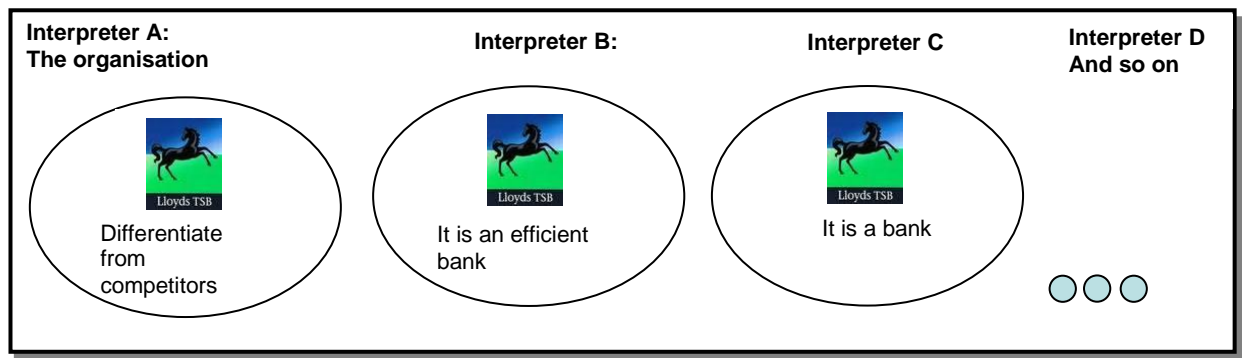 Interpreter A:
The organisation
Interpreter B:
Interpreter C
Interpreter D
And so on
Lloyds TSB
Differentiate
from
competitors
Lloyds TSB
It is an efficient
bank
Lloyds TSB
It is a bank